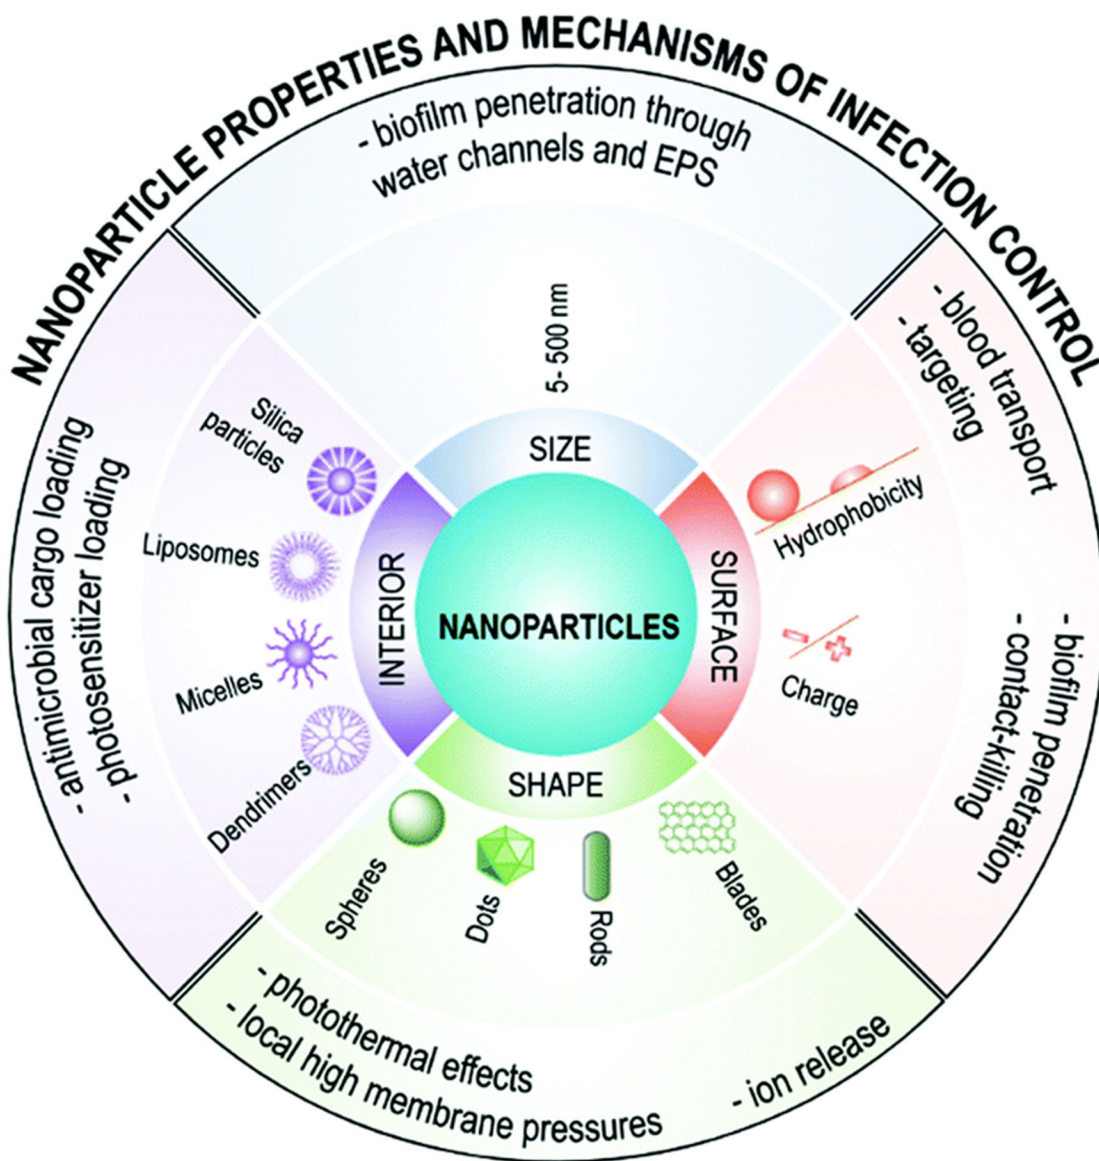 NANOPARTICLE PROPERTIES AND MECHANISMS OF INFECTION CONTROL
- biofilm penetration through
water channels and EPS
5- 500 nm
SIZE
- blood transport
- targeting
Hydrophobicity
SURFACE
Charge
- biofilm penetration
- contact-killing
NANOPARTICLES
INTERIOR
Silica
particles
Liposomes
Micelles
Dendrimers
- antimicrobial cargo loading
- photosensitizer loading
SHAPE
Spheres
Dots
Rods
Blades
- photothermal effects
- local high membrane pressures
- ion release